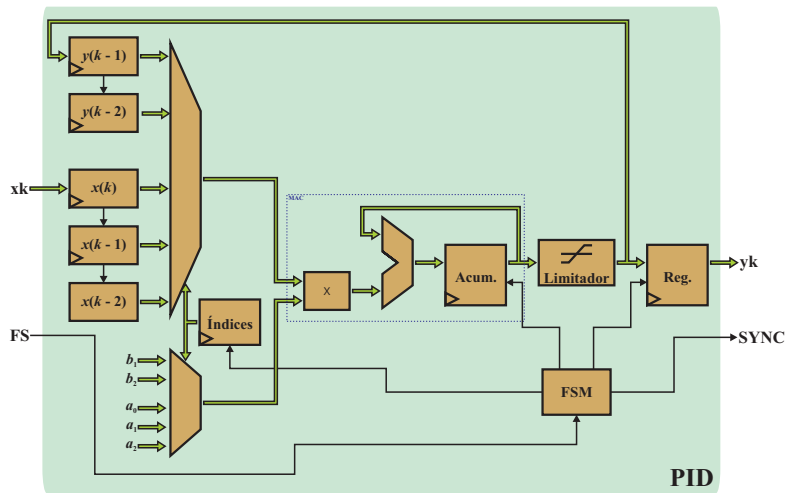 y(k - 1)
y(k - 2)
xk
x(k)
x(k - 1)
x(k - 2)
MAC
x
Acum.
Limitador
Reg.
yk
Índices
FS
SYNC
b₁
b₂
a₀
a₁
a₂
FSM
PID